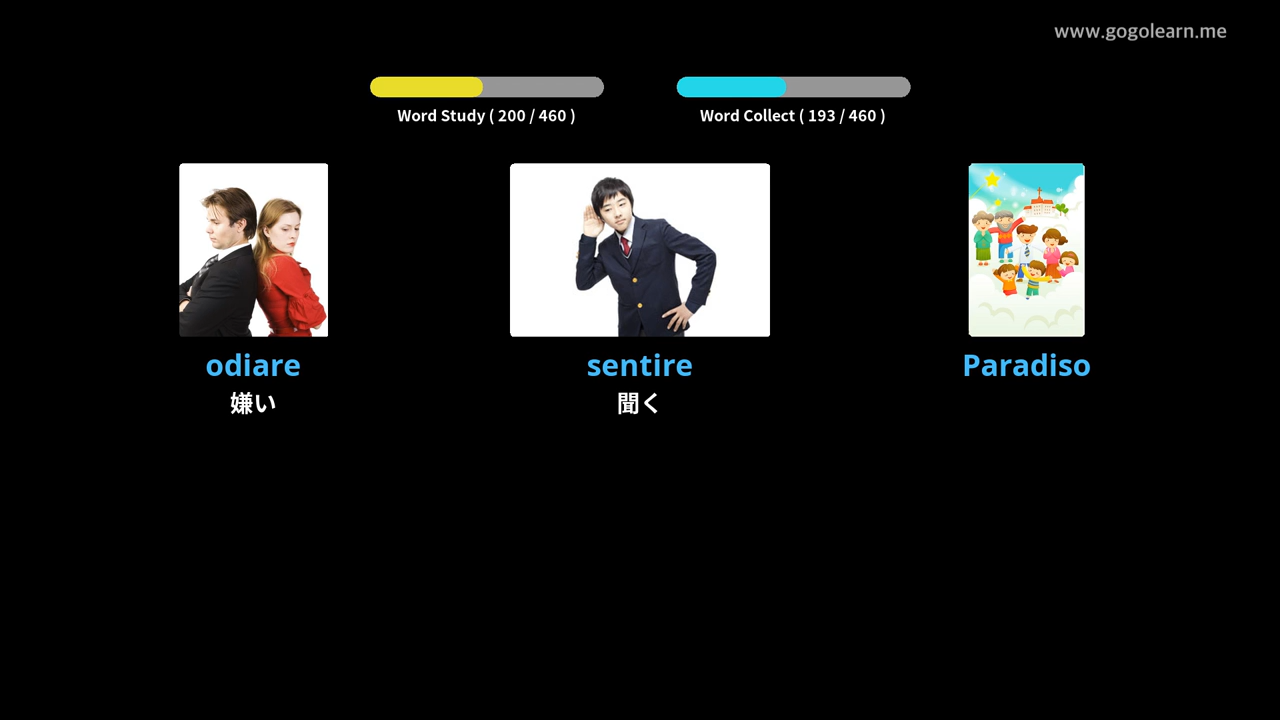 www.gogolearn.me
Word Study ( 200 / 460 )
Word Collect ( 193 / 460 )
odiare
嫌い
sentire
聞く
Paradiso